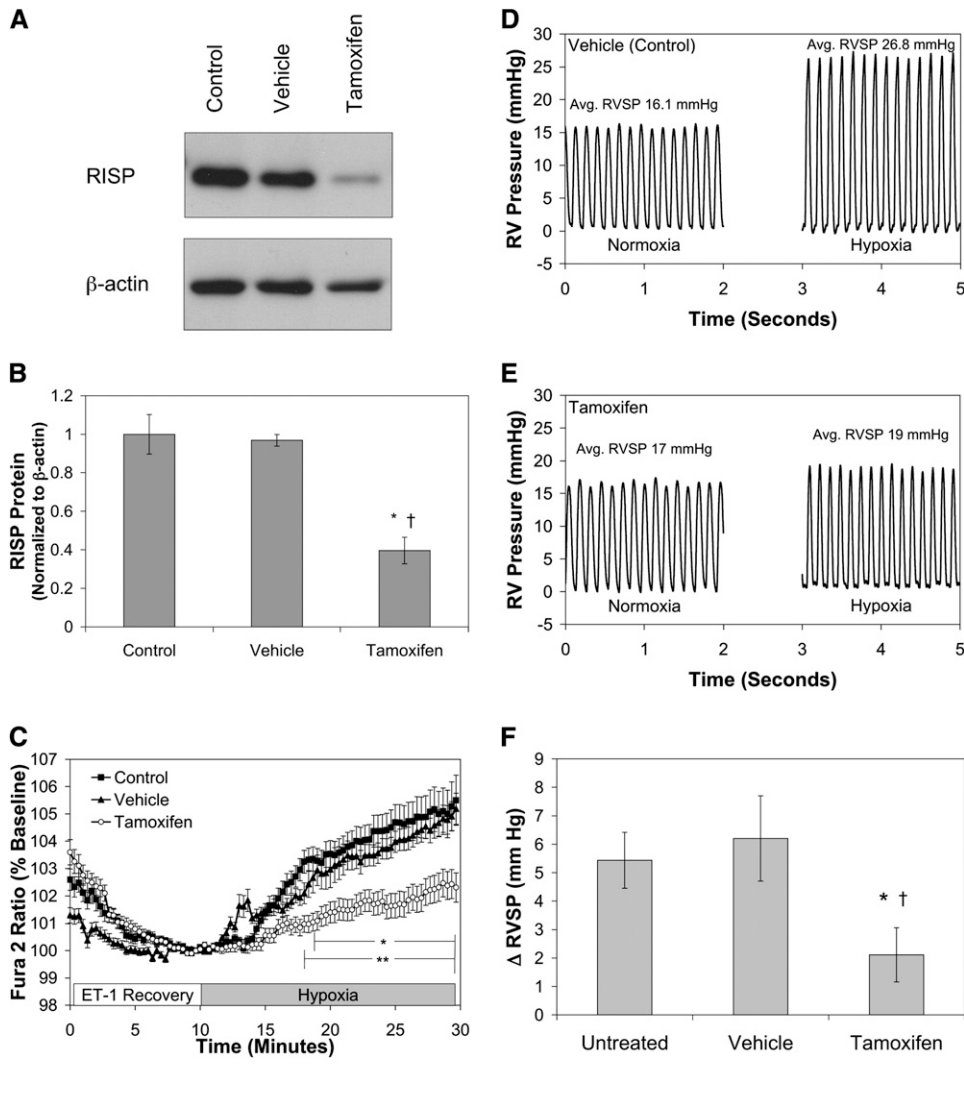 A
Control
Vehicle
Tamoxifen
RISP
β-actin
B
1.2
1
0.8
0.6
0.4
0.2
0
RISP Protein
(Normalized to β-actin)
* †
Control
Vehicle
Tamoxifen
C
107
106
105
104
103
102
101
100
99
98
Fura 2 Ratio (% Baseline)
Control
Vehicle
Tamoxifen
*
**
ET-1 Recovery
Hypoxia
0
5
10
15
20
25
30
Time (Minutes)
D
30
25
20
15
10
5
0
-5
RV Pressure (mmHg)
Vehicle (Control)
Avg. RVSP 26.8 mmHg
Avg. RVSP 16.1 mmHg
Normoxia
Hypoxia
0
1
2
3
4
5
Time (Seconds)
E
30
25
20
15
10
5
0
-5
RV Pressure (mmHg)
Tamoxifen
Avg. RVSP 17 mmHg
Avg. RVSP 19 mmHg
Normoxia
Hypoxia
0
1
2
3
4
5
Time (Seconds)
F
9
8
7
6
5
4
3
2
1
0
Δ RVSP (mm Hg)
* †
Untreated
Vehicle
Tamoxifen